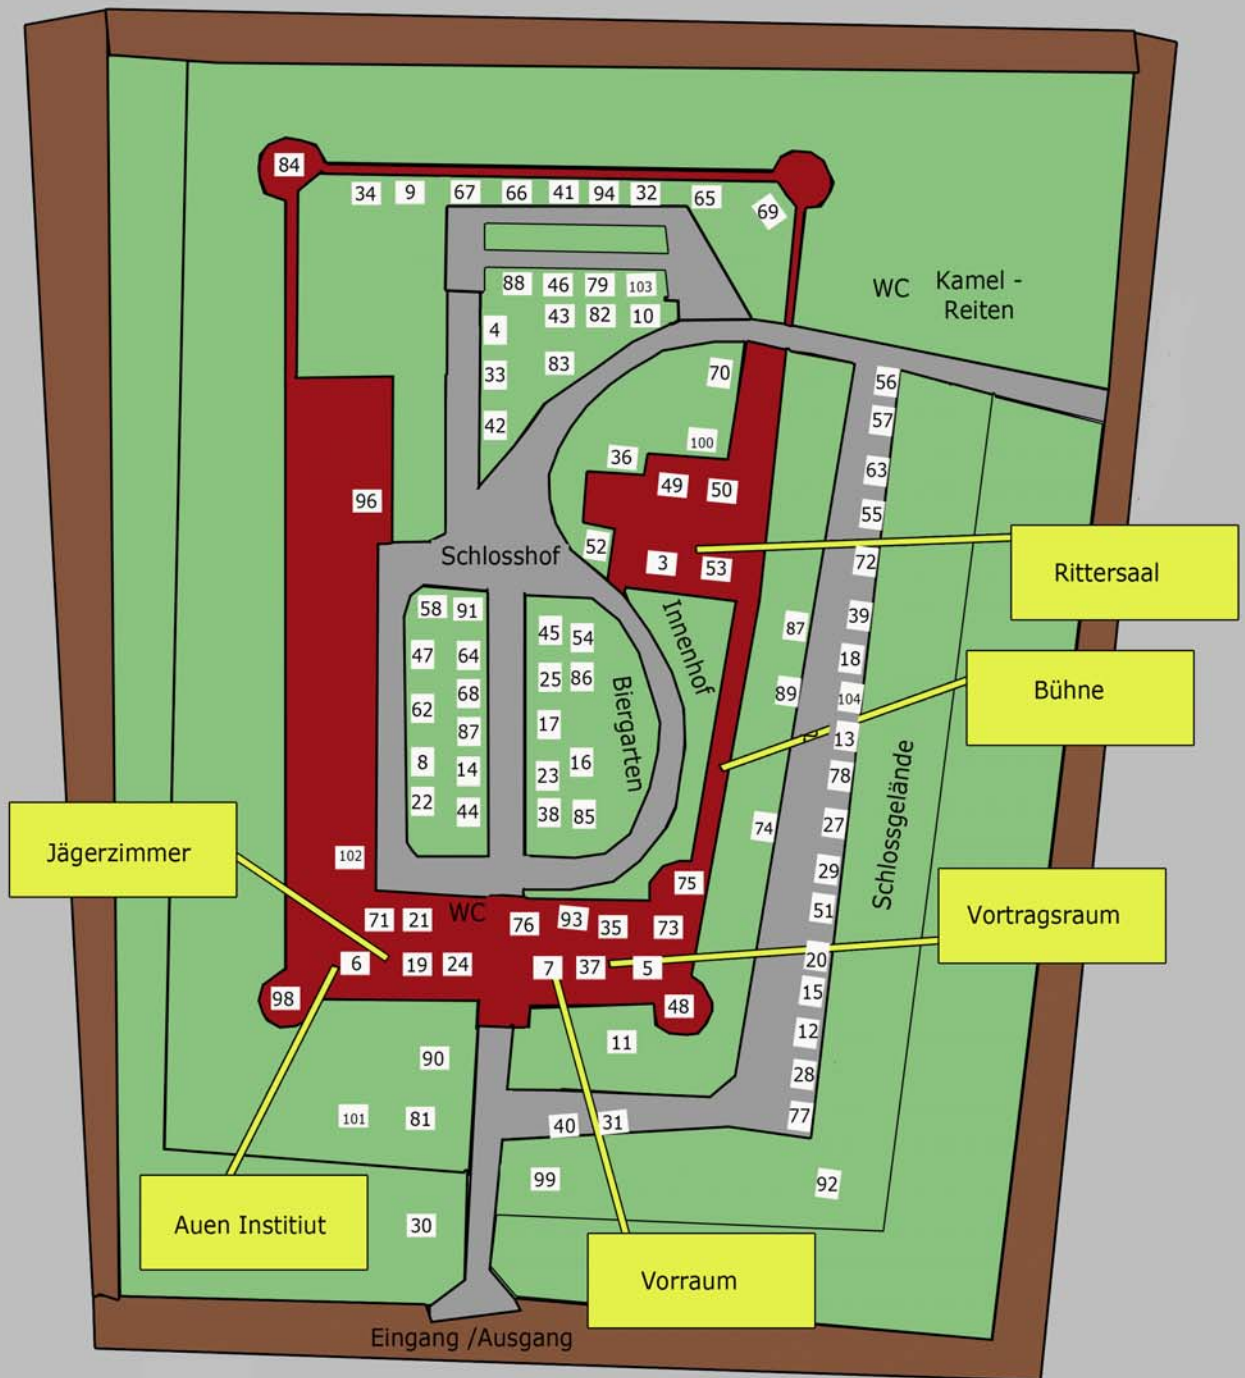 84
34 9 67 66 41 94 32 65 69
WC Kamel -
Reiten
88 46 79 103
4 43 82 10
33 83 70
42
56
57
63
55
72
39
18
104
13
78
27
29
51
20
15
12
28
77
36 100
49 50
96
52 3 53
Schlosshof
Rittersaal
58 91
47 64
62 68
87
8 14
22 44
45 54
25 86
17
16
23
38 85
Biergarten
Innenhof
87
89
74
Bühne
Schlossgelände
Jägerzimmer
102
75
71 21 WC 76 93 35 73
6 19 24 7 37 5
Vortragsraum
98 48
11
90
101 81
40 31
99 92
Auen Institiut
30
Vorraum
Eingang /Ausgang